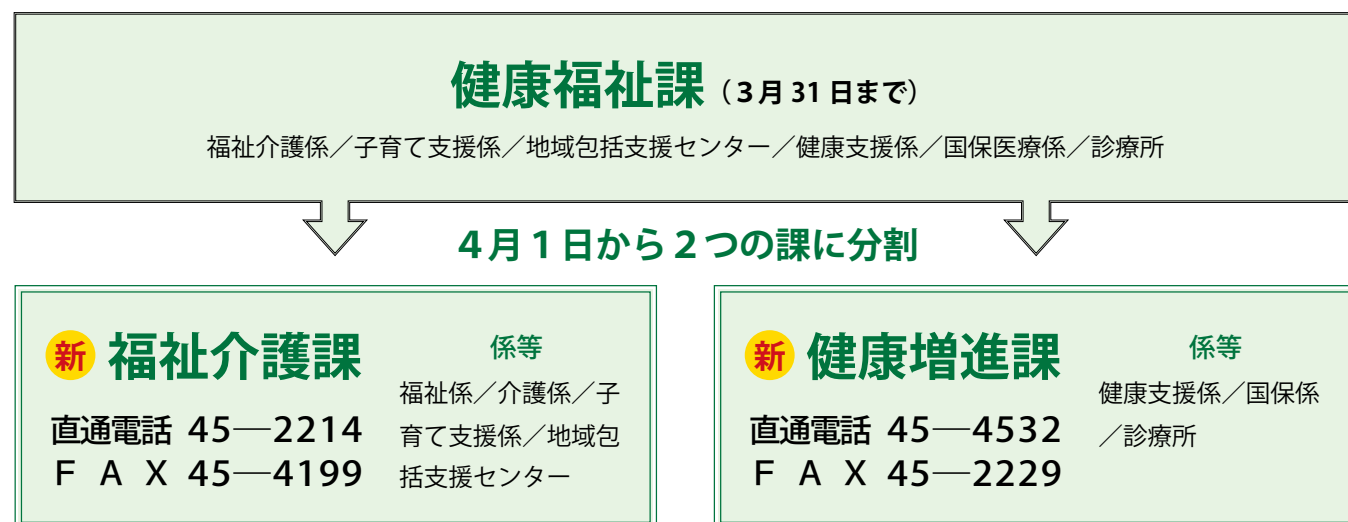 健康福祉課（３月 31 日まで）
福祉介護係／子育て支援係／地域包括支援センター／健康支援係／国保医療係／診療所
４月１日から２つの課に分割
新 福祉介護課
直通電話 45―2214
ＦＡＸ 45―4199
係等
福祉係／介護係／子
育て支援係／地域包
括支援センター
新 健康増進課
直通電話 45―4532
ＦＡＸ 45―2229
係等
健康支援係／国保係
／診療所